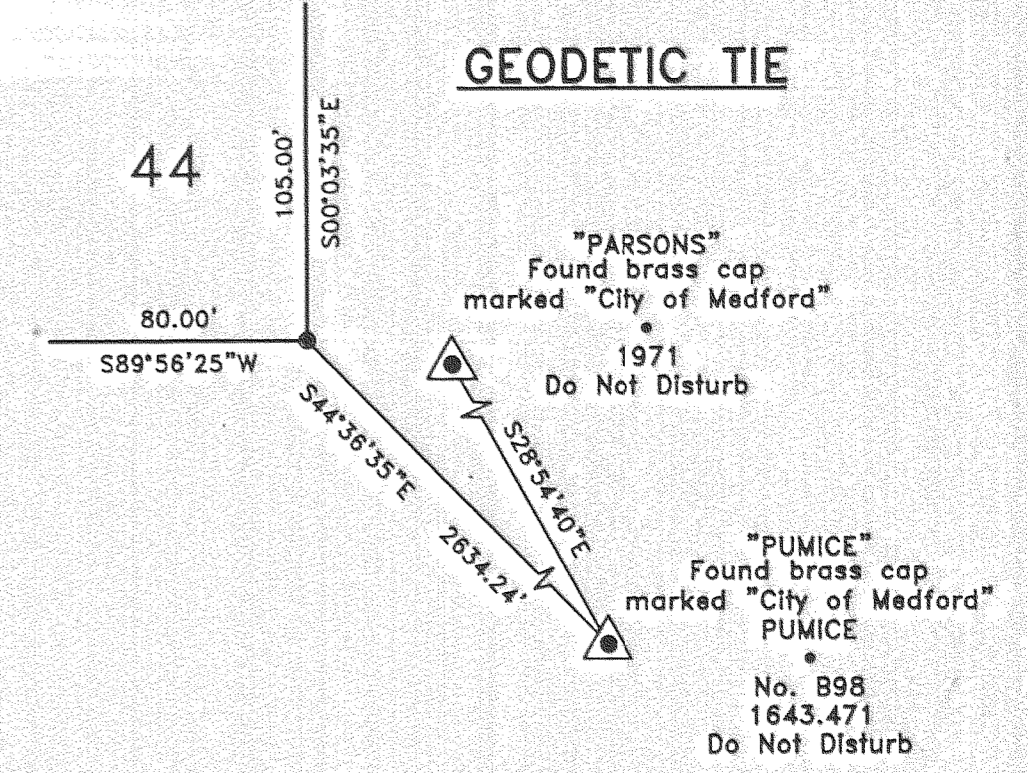 GEODETIC TIE
44
105.00'
S00°03'35"E
80.00'
S89°56'25"W
"PARSONS"
Found brass cap
marked "City of Medford"
1971
Do Not Disturb
S44°36'35"E
2634.24'
S28°54'40"E
"PUMICE"
Found brass cap
marked "City of Medford"
PUMICE
No. B98
1643.471
Do Not Disturb